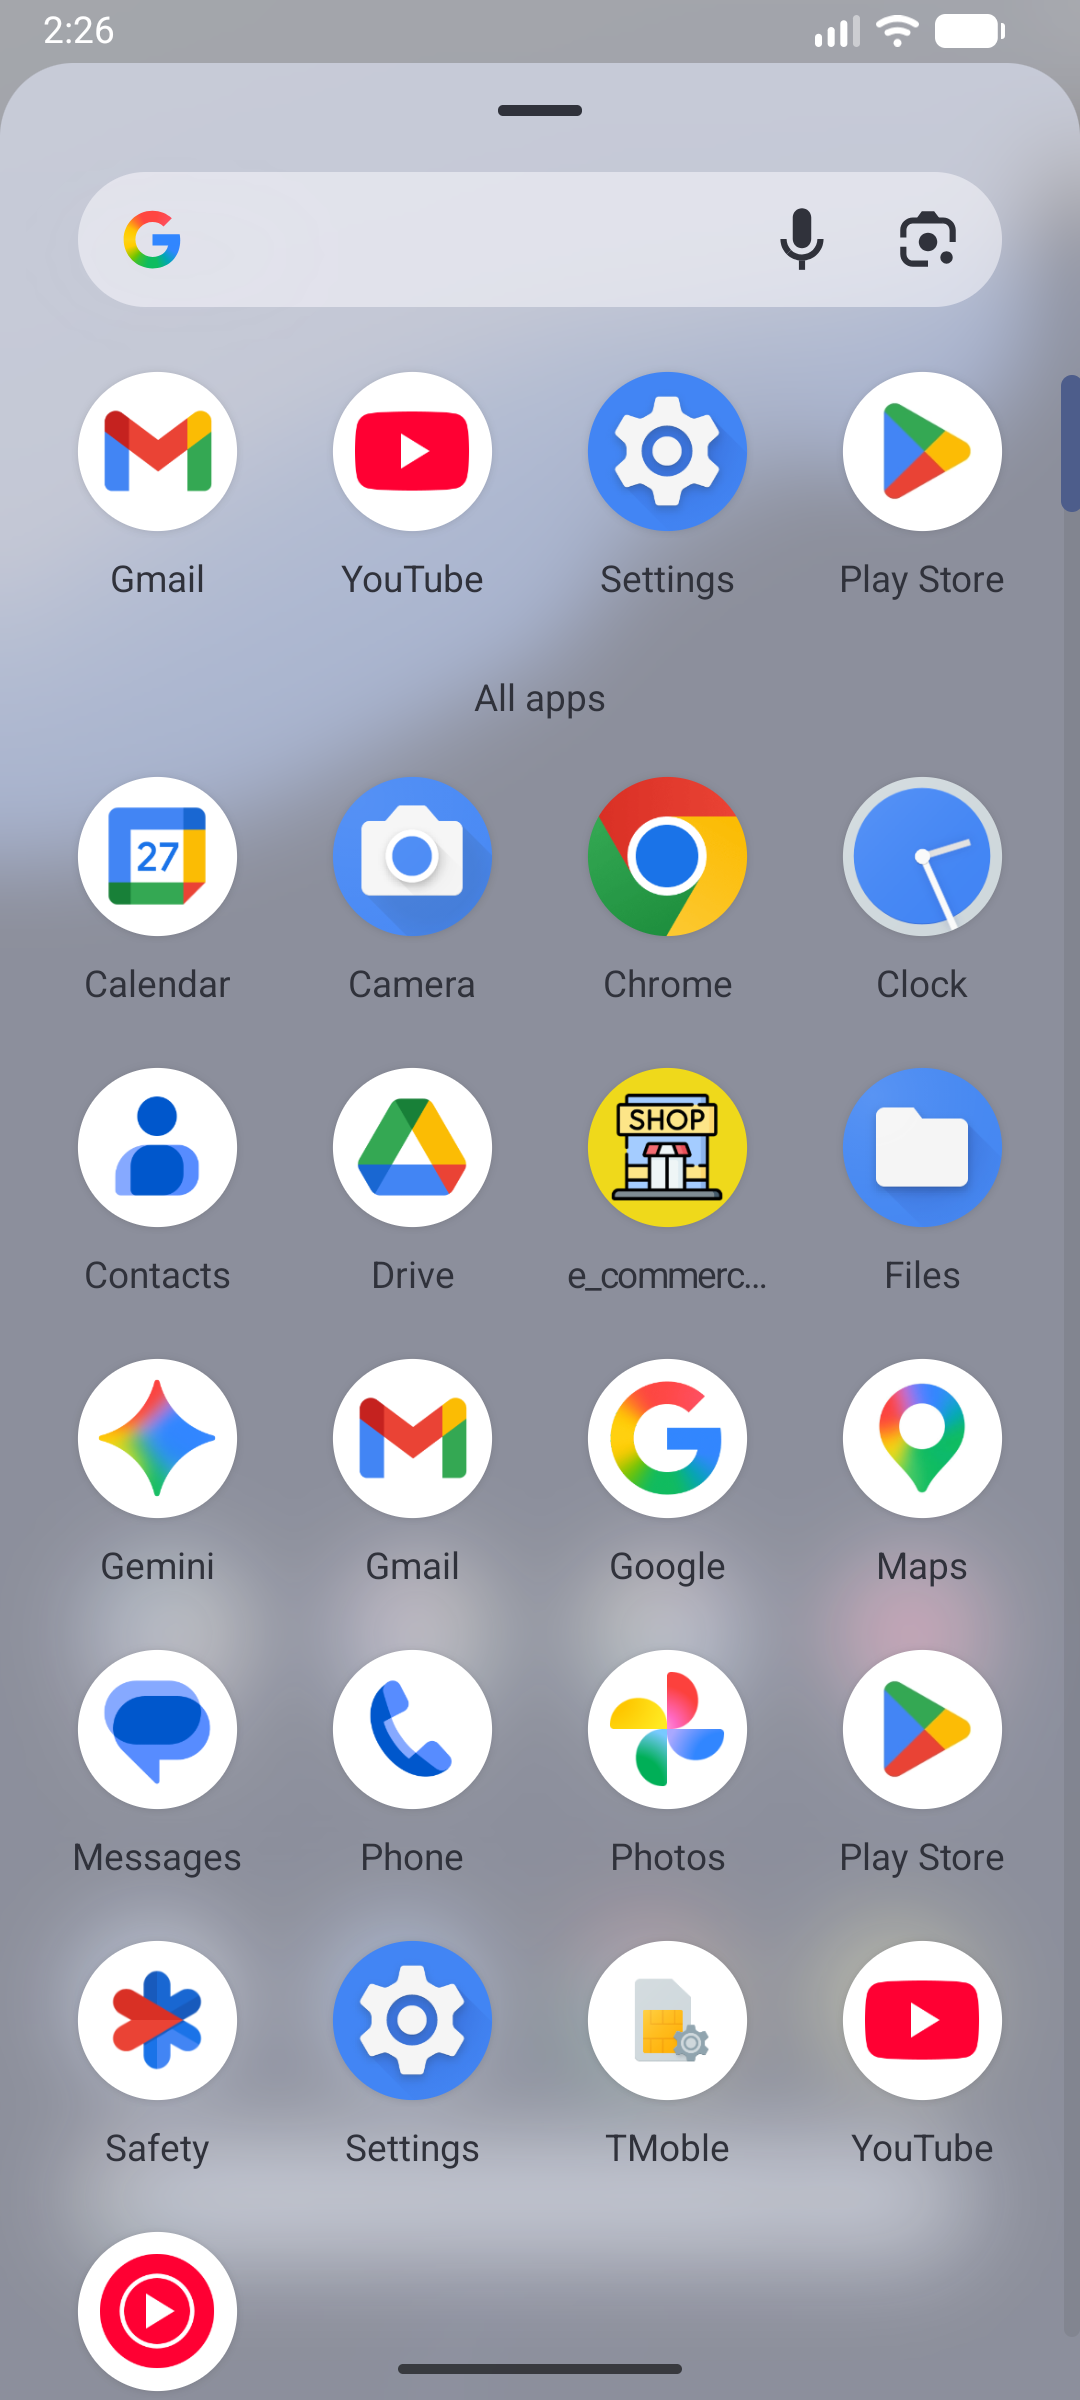 2:26
Gmail YouTube Settings Play Store
All apps
27
Calendar Camera Chrome Clock
SHOP
Contacts Drive e_commerc... Files
Gemini Gmail Google Maps
Messages Phone Photos Play Store
Safety Settings TMoble YouTube